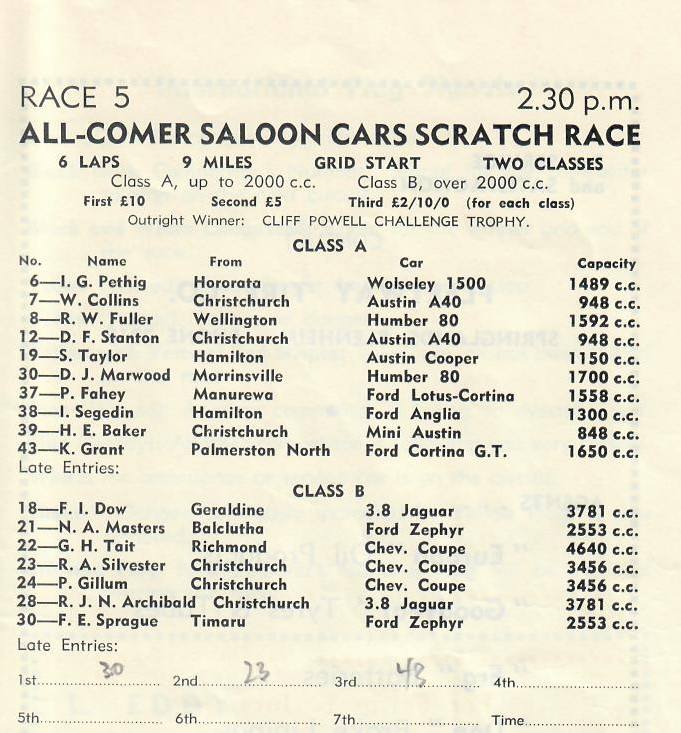 RACE 5 2.30 p.m.
ALL-COMER SALOON CARS SCRATCH RACE
6 LAPS 9 MILES GRID START TWO CLASSES
Class A, up to 2000 c.c. Class B, over 2000 c.c.
First £10 Second £5 Third £2/10/0 (for each class)
Outright Winner: CLIFF POWELL CHALLENGE TROPHY.
CLASS A
No. Name From Car Capacity
6—I. G. Pethig Hororata Wolseley 1500 1489 c.c.
7—W. Collins Christchurch Austin A40 948 c.c.
8—R. W. Fuller Wellington Humber 80 1592 c.c.
12—D. F. Stanton Christchurch Austin A40 948 c.c.
19—S. Taylor Hamilton Austin Cooper 1150 c.c.
30—D. J. Marwood Morrinsville Humber 80 1700 c.c.
37—P. Fahey Manurewa Ford Lotus-Cortina 1558 c.c.
38—I. Segedin Hamilton Ford Anglia 1300 c.c.
39—H. E. Baker Christchurch Mini Austin 848 c.c.
43—K. Grant Palmerston North Ford Cortina G.T. 1650 c.c.
Late Entries:
CLASS B
18—F. I. Dow Geraldine 3.8 Jaguar 3781 c.c.
21—N. A. Masters Balclutha Ford Zephyr 2553 c.c.
22—G. H. Tait Richmond Chev. Coupe 4640 c.c.
23—R. A. Silvester Christchurch Chev. Coupe 3456 c.c.
24—P. Gillum Christchurch Chev. Coupe 3456 c.c.
28—R. J. N. Archibald Christchurch 3.8 Jaguar 3781 c.c.
30—F. E. Sprague Timaru Ford Zephyr 2553 c.c.
Late Entries:
1st 30 2nd 23 3rd 43 4th
5th 6th 7th Time